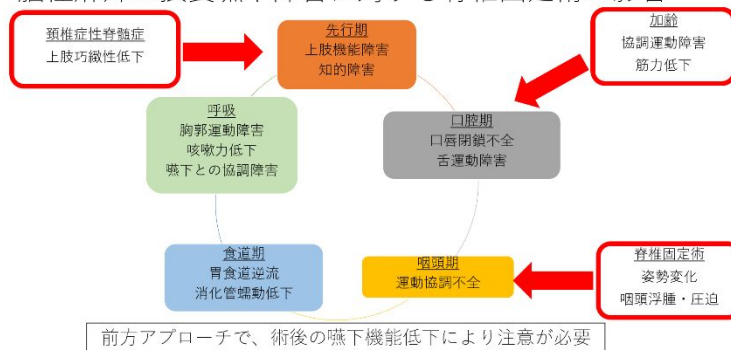 頚椎症性脊髄症
上肢巧緻性低下
先行期
上肢機能障害
知的障害
加齢
協調運動障害
筋力低下
呼吸
胸郭運動障害
咳嗽力低下
嚥下との協調障害
口腔期
口唇閉鎖不全
舌運動障害
食道期
胃食道逆流
消化管蠕動低下
咽頭期
運動協調不全
脊椎固定術
姿勢変化
咽頭浮腫・圧迫
前方アプローチで、術後の嚥下機能低下により注意が必要